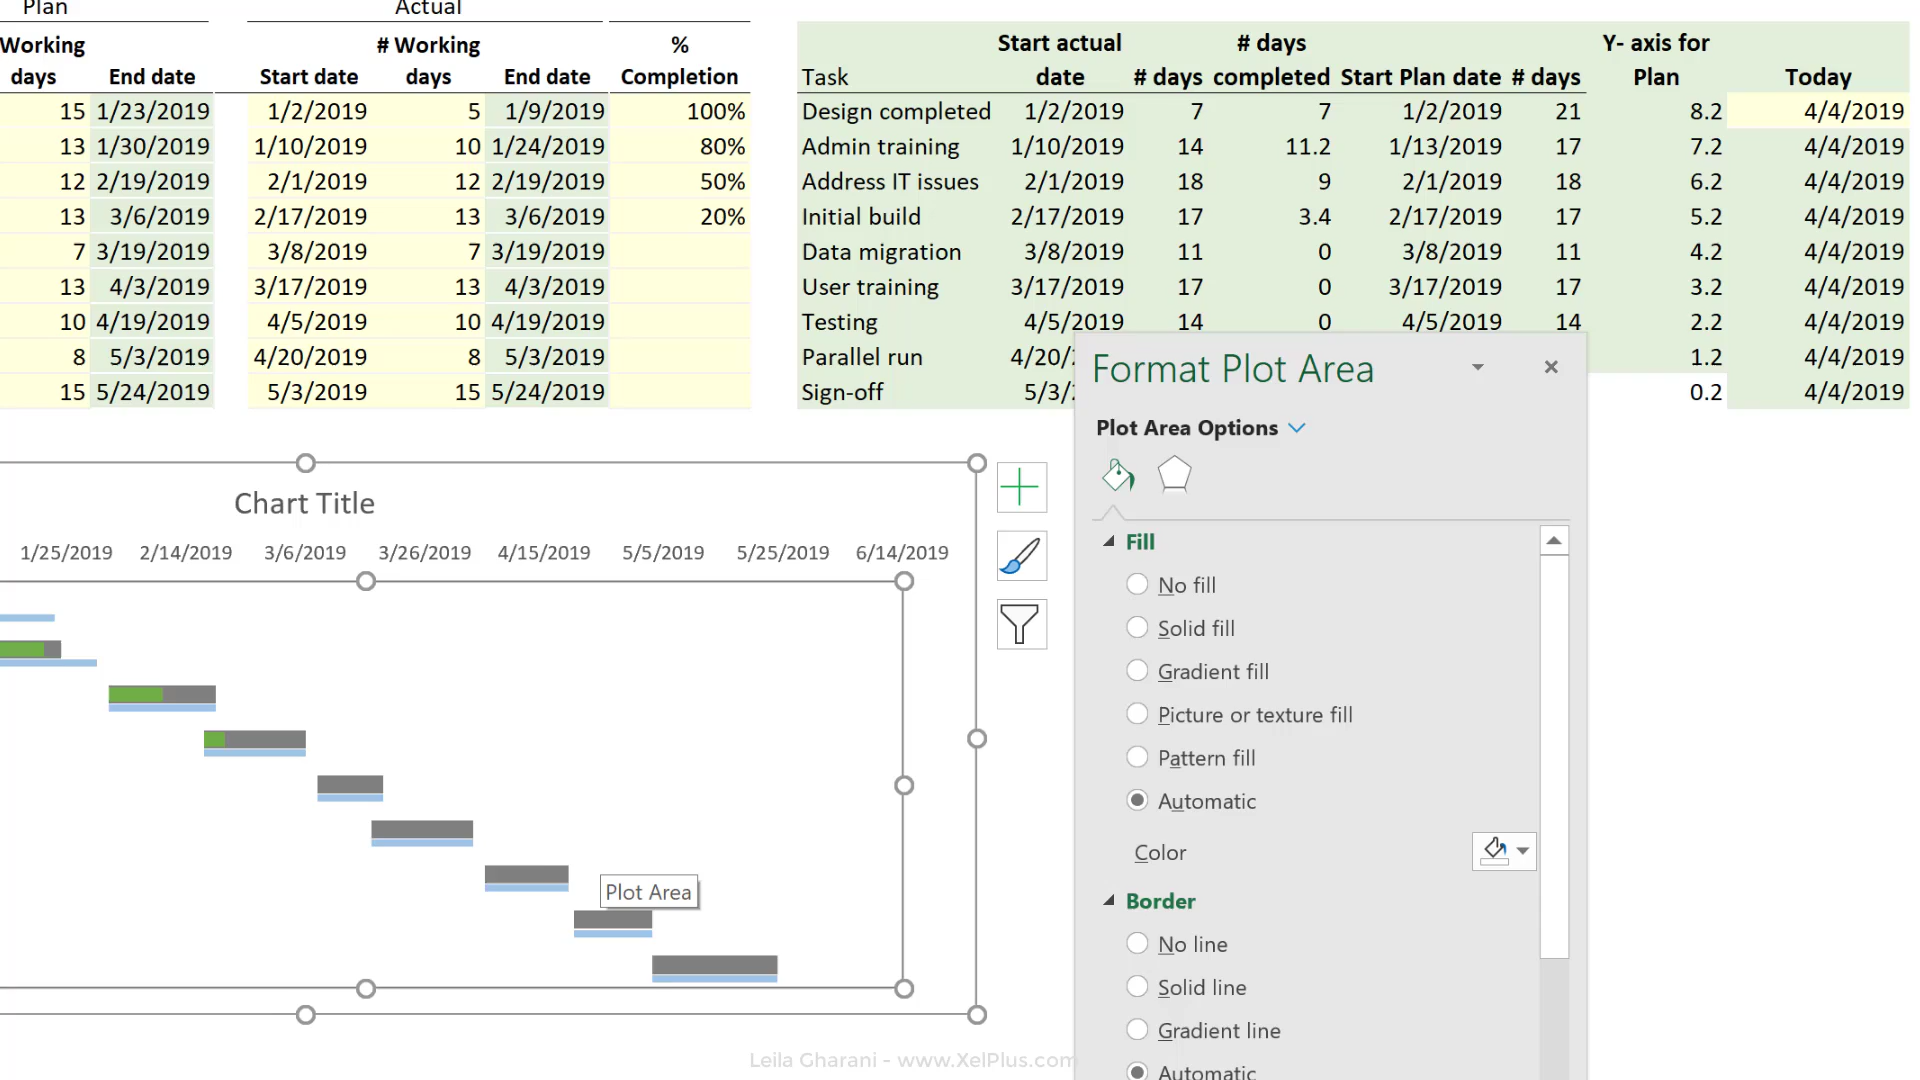 Plan Actual
Working # Working % Start actual # days Y- axis for
days End date Start date days End date Completion Task date # days completed Start Plan date # days Plan Today
15 1/23/2019 1/2/2019 5 1/9/2019 100% Design completed 1/2/2019 7 7 1/2/2019 21 8.2 4/4/2019
13 1/30/2019 1/10/2019 10 1/24/2019 80% Admin training 1/10/2019 14 11.2 1/13/2019 17 7.2 4/4/2019
12 2/19/2019 2/1/2019 12 2/19/2019 50% Address IT issues 2/1/2019 18 9 2/1/2019 18 6.2 4/4/2019
13 3/6/2019 2/17/2019 13 3/6/2019 20% Initial build 2/17/2019 17 3.4 2/17/2019 17 5.2 4/4/2019
7 3/19/2019 3/8/2019 7 3/19/2019 Data migration 3/8/2019 11 0 3/8/2019 11 4.2 4/4/2019
13 4/3/2019 3/17/2019 13 4/3/2019 User training 3/17/2019 17 0 3/17/2019 17 3.2 4/4/2019
10 4/19/2019 4/5/2019 10 4/19/2019 Testing 4/5/2019 14 0 4/5/2019 14 2.2 4/4/2019
8 5/3/2019 4/20/2019 8 5/3/2019 Parallel run 4/20/ 1.2 4/4/2019
15 5/24/2019 5/3/2019 15 5/24/2019 Sign-off 5/3/ 0.2 4/4/2019
Chart Title
1/25/2019 2/14/2019 3/6/2019 3/26/2019 4/15/2019 5/5/2019 5/25/2019 6/14/2019
Plot Area
Format Plot Area
Plot Area Options
Fill
No fill
Solid fill
Gradient fill
Picture or texture fill
Pattern fill
Automatic
Color
Border
No line
Solid line
Gradient line
Automatic
Leila Gharani - www.XelPlus.com